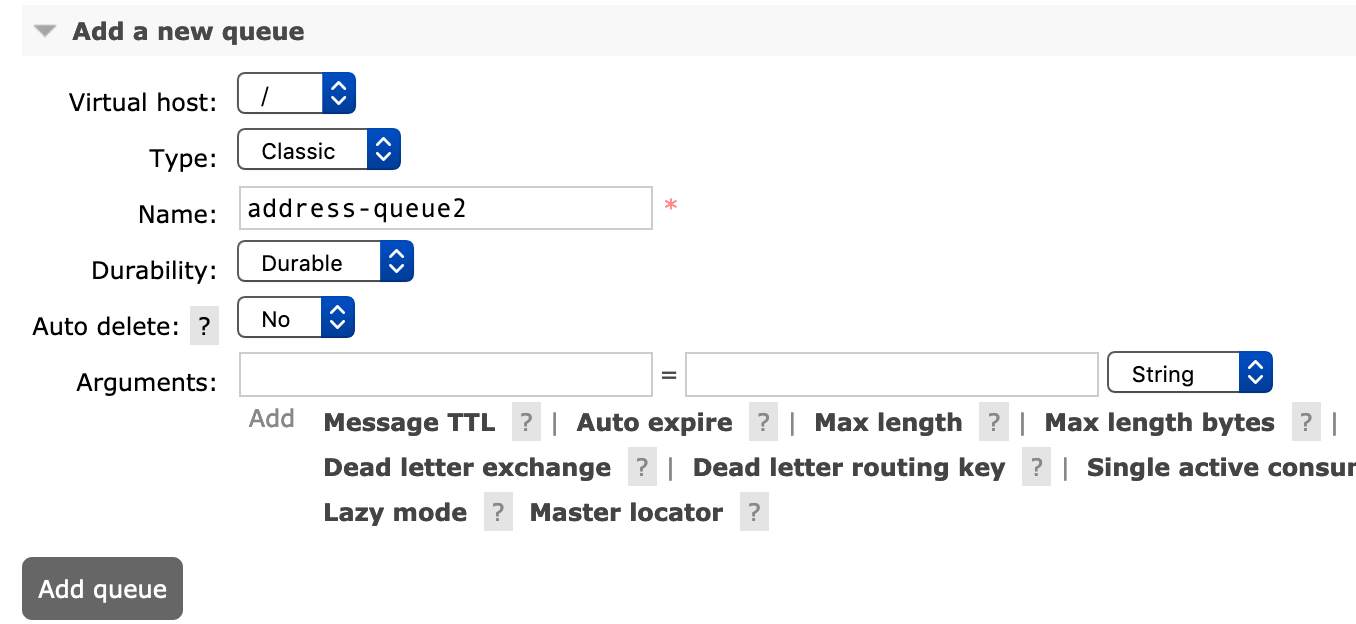 Add a new queue
Virtual host: /
Type: Classic
Name: address-queue2 *
Durability: Durable
Auto delete: ? No
Arguments: = String
Add Message TTL ? | Auto expire ? | Max length ? | Max length bytes ? |
Dead letter exchange ? | Dead letter routing key ? | Single active
Lazy mode ? Master locator ?
Add queue